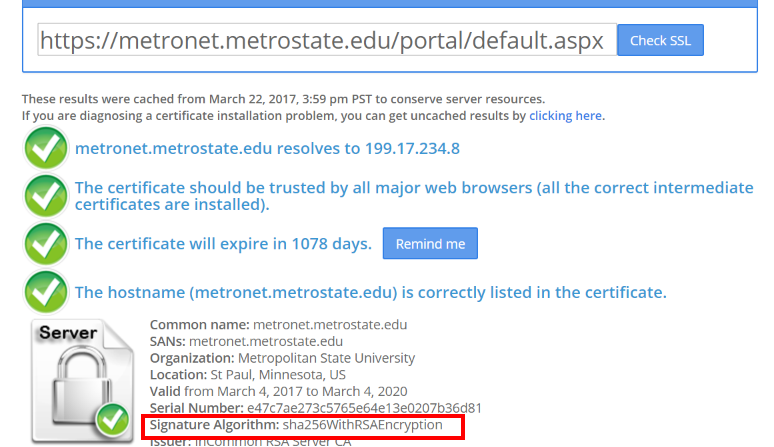 https://metronet.metrostate.edu/portal/default.aspx Check SSL
These results were cached from March 22, 2017, 3:59 pm PST to conserve server resources.
If you are diagnosing a certificate installation problem, you can get uncached results by clicking here.
metronet.metrostate.edu resolves to 199.17.234.8
The certificate should be trusted by all major web browsers (all the correct intermediate
certificates are installed).
The certificate will expire in 1078 days. Remind me
The hostname (metronet.metrostate.edu) is correctly listed in the certificate.
Server
Common name: metronet.metrostate.edu
SANs: metronet.metrostate.edu
Organization: Metropolitan State University
Location: St Paul, Minnesota, US
Valid from March 4, 2017 to March 4, 2020
Serial Number: e47c7ae273c5765e64e13e0207b36d81
Signature Algorithm: sha256WithRSAEncryption
Issuer: InCommon RSA Server CA